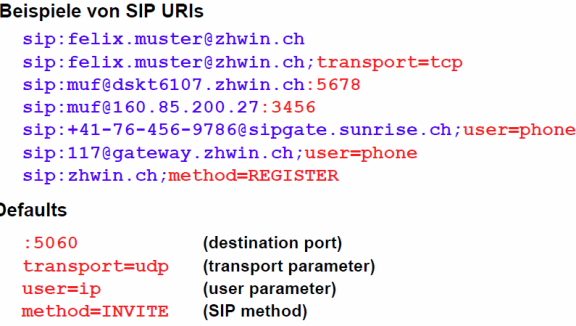 Beispiele von SIP URIs
sip:felix.muster@zhwin.ch
sip:felix.muster@zhwin.ch;transport=tcp
sip:muf@dskt6107.zhwin.ch:5678
sip:muf@160.85.200.27:3456
sip:+41-76-456-9786@sipgate.sunrise.ch;user=phone
sip:117@gateway.zhwin.ch;user=phone
sip:zhwin.ch;method=REGISTER
Defaults
:5060 (destination port)
transport=udp (transport parameter)
user=ip (user parameter)
method=INVITE (SIP method)